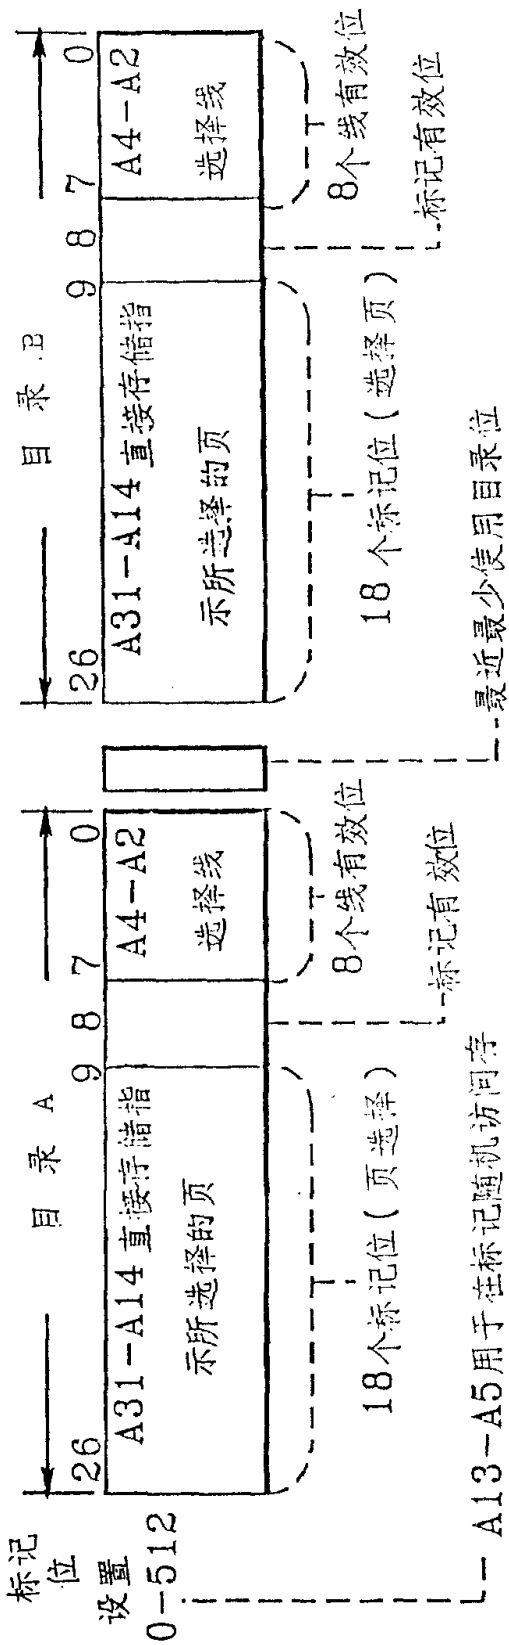 标记
位
设置
0-512
目录 A
26
9
8
7
0
A31-A14 直接存储指
示所选择的页
A4-A2
选择线
18个标记位(页选择)
8个线有效位
标记有效位
A13-A5用于在标记随机访问存
目录 B
26
9
8
7
0
A31-A14 直接存储指
示所选择的页
A4-A2
选择线
18个标记位(选择页)
8个线有效位
标记有效位
最近最少使用目录位